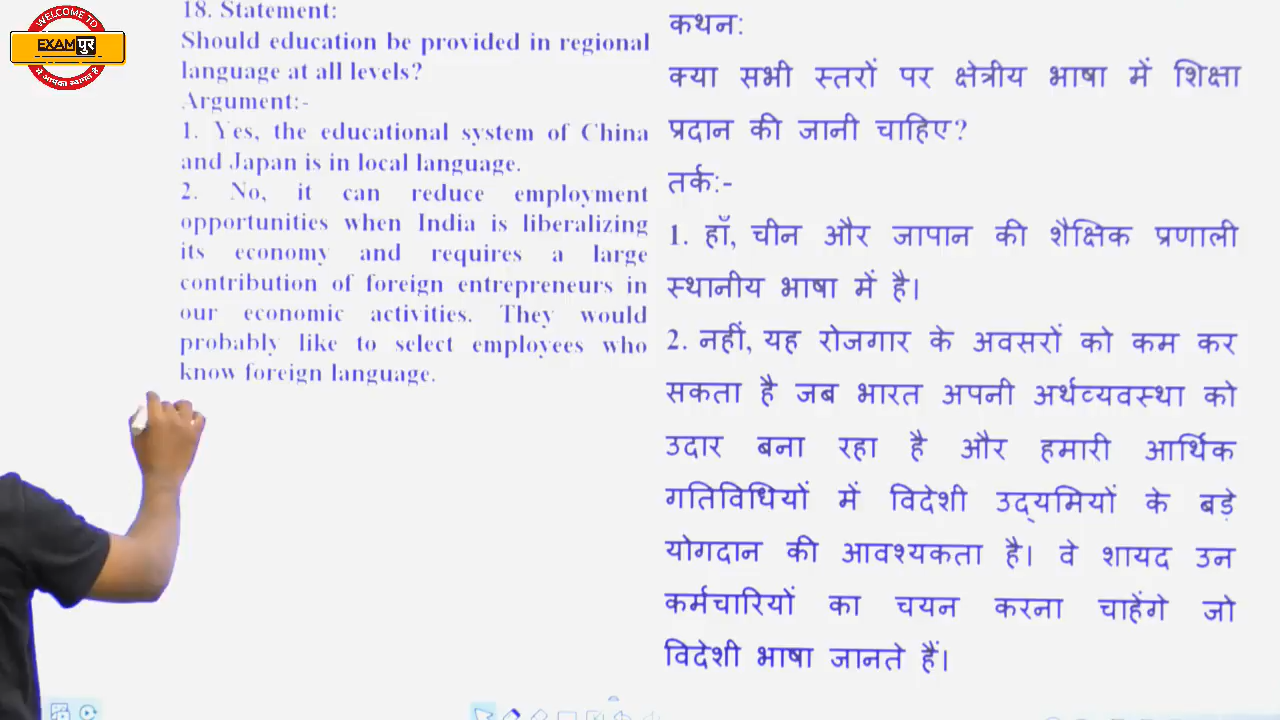 WELCOME TO
EXAMपुर
में आपका स्वागत है
18. Statement:
Should education be provided in regional
language at all levels?
Argument:-
1. Yes, the educational system of China
and Japan is in local language.
2. No, it can reduce employment
opportunities when India is liberalizing
its economy and requires a large
contribution of foreign entrepreneurs in
our economic activities. They would
probably like to select employees who
know foreign language.
कथन:
क्या सभी स्तरों पर क्षेत्रीय भाषा में शिक्षा
प्रदान की जानी चाहिए?
तर्क:-
1. हाँ, चीन और जापान की शैक्षिक प्रणाली
स्थानीय भाषा में है।
2. नहीं, यह रोजगार के अवसरों को कम कर
सकता है जब भारत अपनी अर्थव्यवस्था को
उदार बना रहा है और हमारी आर्थिक
गतिविधियों में विदेशी उद्यमियों के बड़े
योगदान की आवश्यकता है। वे शायद उन
कर्मचारियों का चयन करना चाहेंगे जो
विदेशी भाषा जानते हैं।